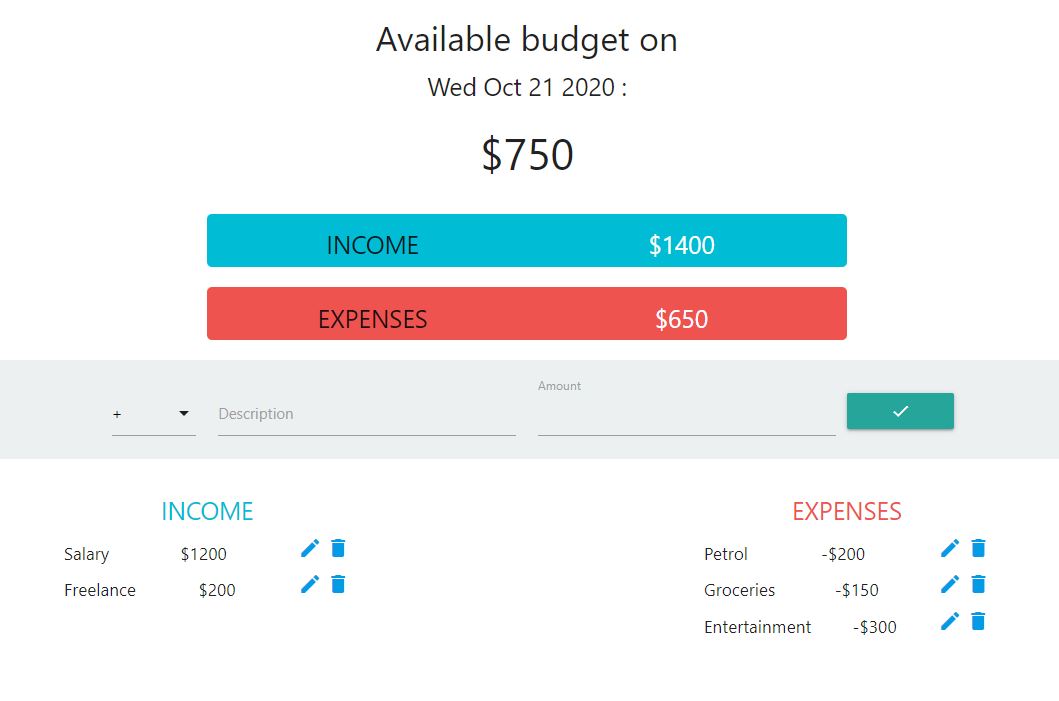 Available budget on
Wed Oct 21 2020 :
$750
INCOME $1400
EXPENSES $650
Amount
+ Description
INCOME
Salary $1200
Freelance $200
EXPENSES
Petrol -$200
Groceries -$150
Entertainment -$300